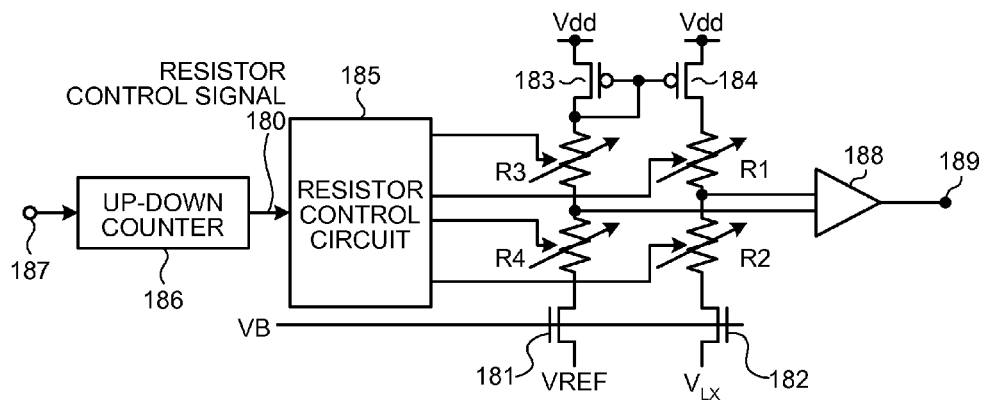 Vdd
Vdd
RESISTOR
CONTROL SIGNAL
185
183
184
180
R3
R1
188
189
UP-DOWN
COUNTER
RESISTOR
CONTROL
CIRCUIT
187
186
R4
R2
VB
181
VREF
VLX
182